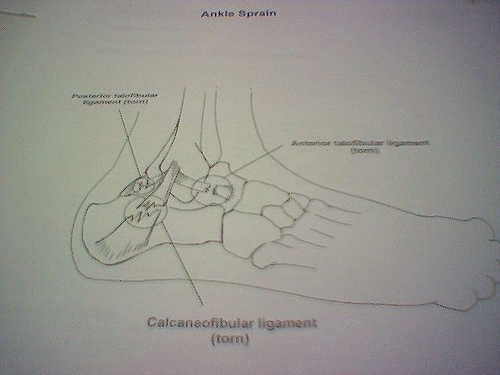 Ankle Sprain
Posterior talofibular
ligament (torn)
Anterior talofibular ligament
(torn)
Calcaneofibular ligament
(torn)